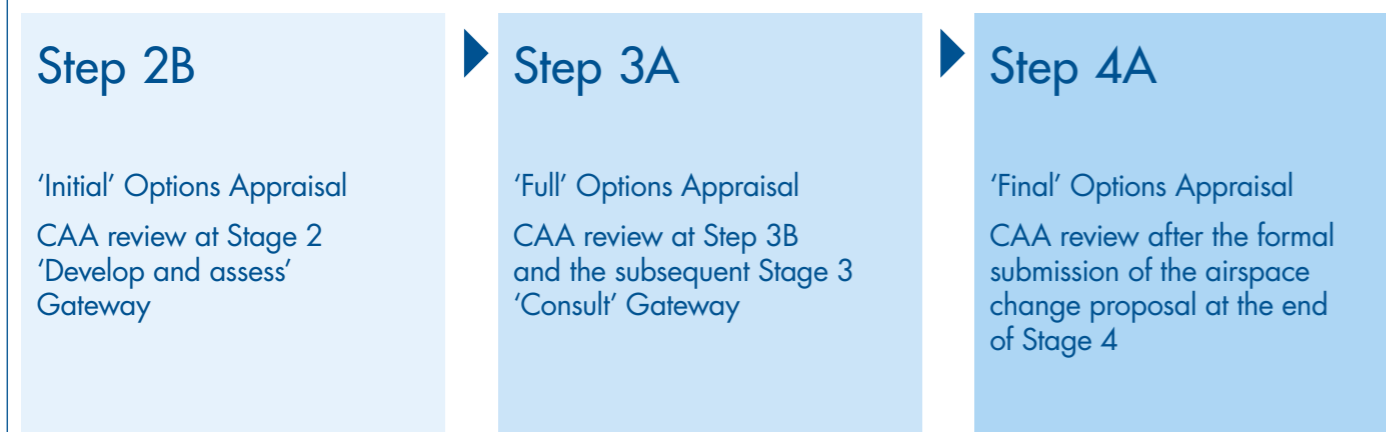 Step 2B
‘Initial’ Options Appraisal
CAA review at Stage 2
‘Develop and assess’
Gateway
Step 3A
‘Full’ Options Appraisal
CAA review at Step 3B
and the subsequent Stage 3
‘Consult’ Gateway
Step 4A
‘Final’ Options Appraisal
CAA review after the formal
submission of the airspace
change proposal at the end
of Stage 4